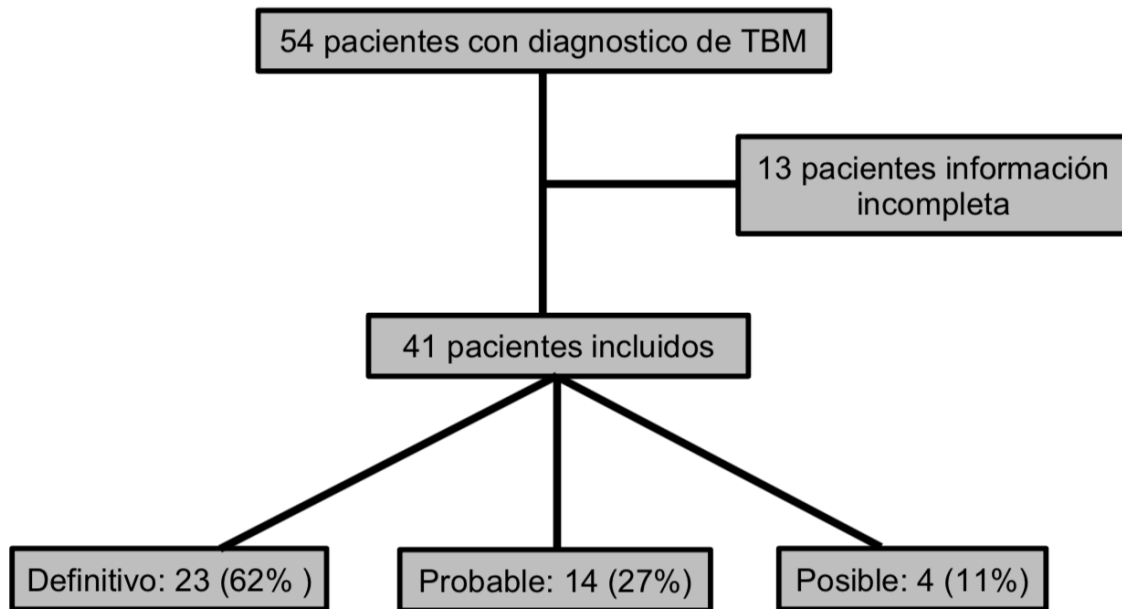 54 pacientes con diagnostico de TBM
13 pacientes información
incompleta
41 pacientes incluidos
Definitivo: 23 (62% )
Probable: 14 (27%)
Posible: 4 (11%)